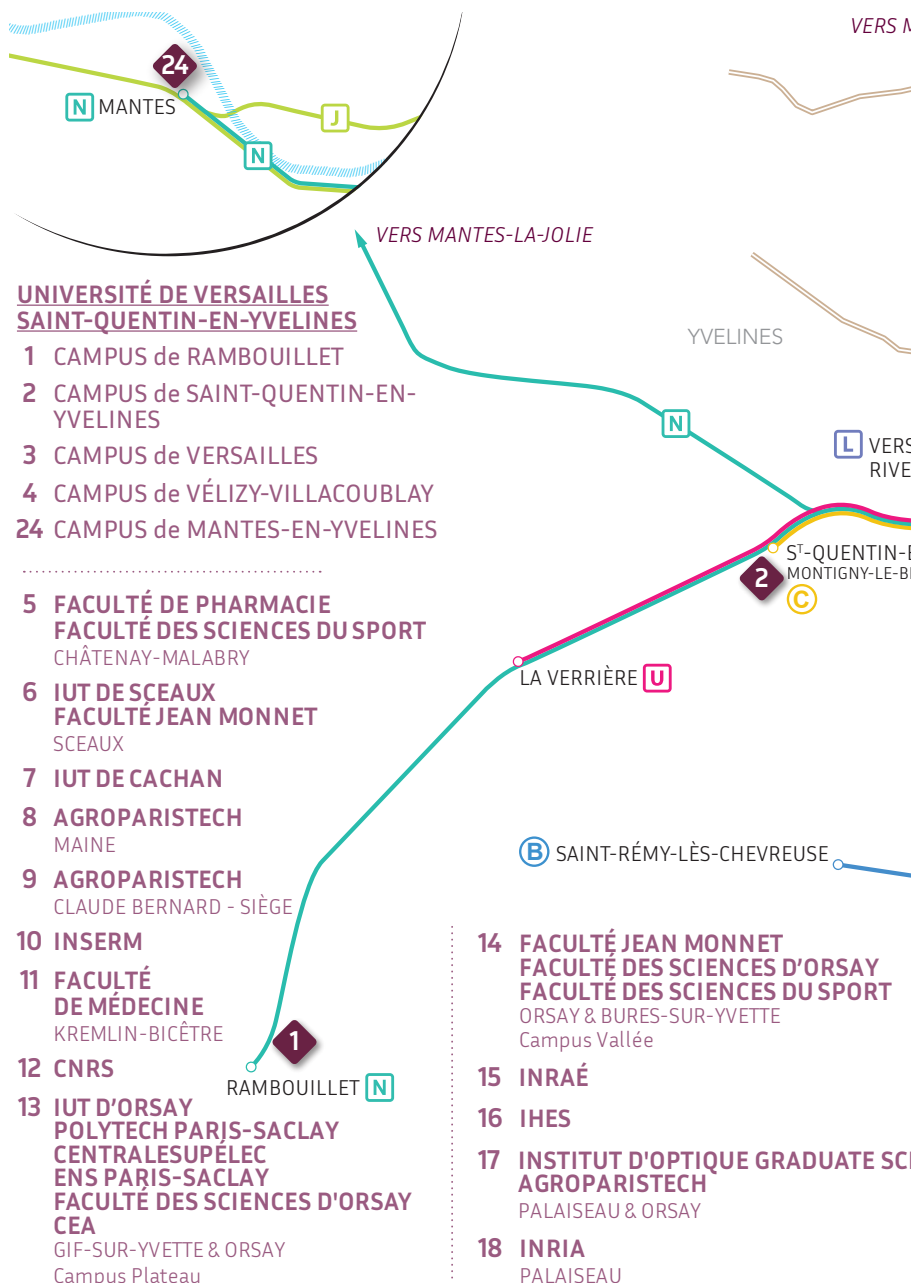 VERS
24
N MANTES
J
N
VERS MANTES-LA-JOLIE
UNIVERSITÉ DE VERSAILLES
SAINT-QUENTIN-EN-YVELINES
1 CAMPUS de RAMBOUILLET
2 CAMPUS de SAINT-QUENTIN-EN-
YVELINES
3 CAMPUS de VERSAILLES
4 CAMPUS de VÉLIZY-VILLACOUBLAY
24 CAMPUS de MANTES-EN-YVELINES
YVELINES
N
L
ST-QUENTIN-
2
C
LA VERRIÈRE U
5 FACULTÉ DE PHARMACIE
FACULTÉ DES SCIENCES DU SPORT
CHÂTENAY-MALABRY
6 IUT DE SCEAUX
FACULTÉ JEAN MONNET
SCEAUX
7 IUT DE CACHAN
8 AGROPARISTECH
MAINE
9 AGROPARISTECH
CLAUDE BERNARD - SIÈGE
10 INSERM
11 FACULTÉ
DE MÉDECINE
KREMLIN-BICÊTRE
12 CNRS
13 IUT D'ORSAY
POLYTECH PARIS-SACLAY
CENTRALESUPÉLEC
ENS PARIS-SACLAY
FACULTÉ DES SCIENCES D'ORSAY
CEA
GIF-SUR-YVETTE & ORSAY
Campus Plateau
1
RAMBOUILLET N
B SAINT-RÉMY-LÈS-CHEVREUSE
14 FACULTÉ JEAN MONNET
FACULTÉ DES SCIENCES D'ORSAY
FACULTÉ DES SCIENCES DU SPORT
ORSAY & BURES-SUR-YVETTE
Campus Vallée
15 INRAÉ
16 IHES
17 INSTITUT D'OPTIQUE GRADUATE
AGROPARISTECH
PALAISEAU & ORSAY
18 INRIA
PALAISEAU